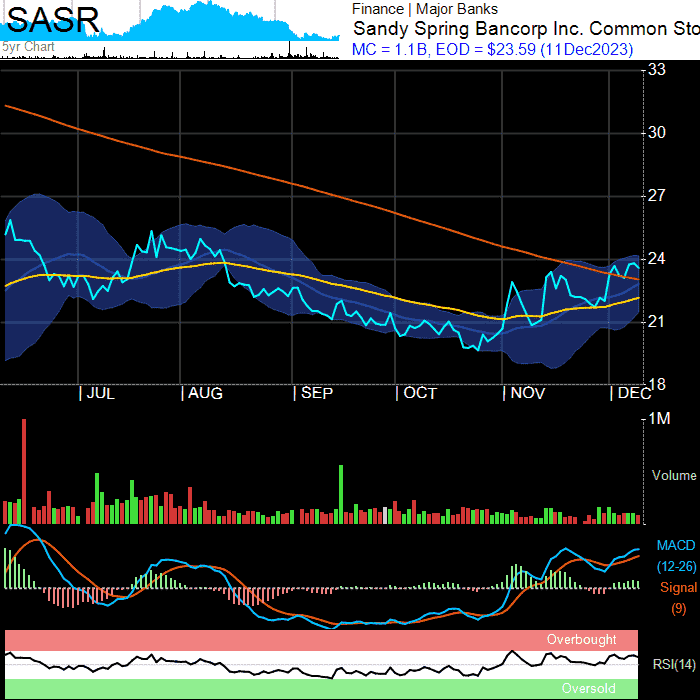 SASR
5yr Chart
Finance | Major Banks
Sandy Spring Bancorp Inc. Common Sto
MC = 1.1B, EOD = $23.59 (11Dec2023)
33
30
27
24
21
18
| JUL | AUG | SEP | OCT | NOV | DEC
1M
Volume
MACD
(12-26)
Signal
(9)
Overbought
RSI(14)
Oversold